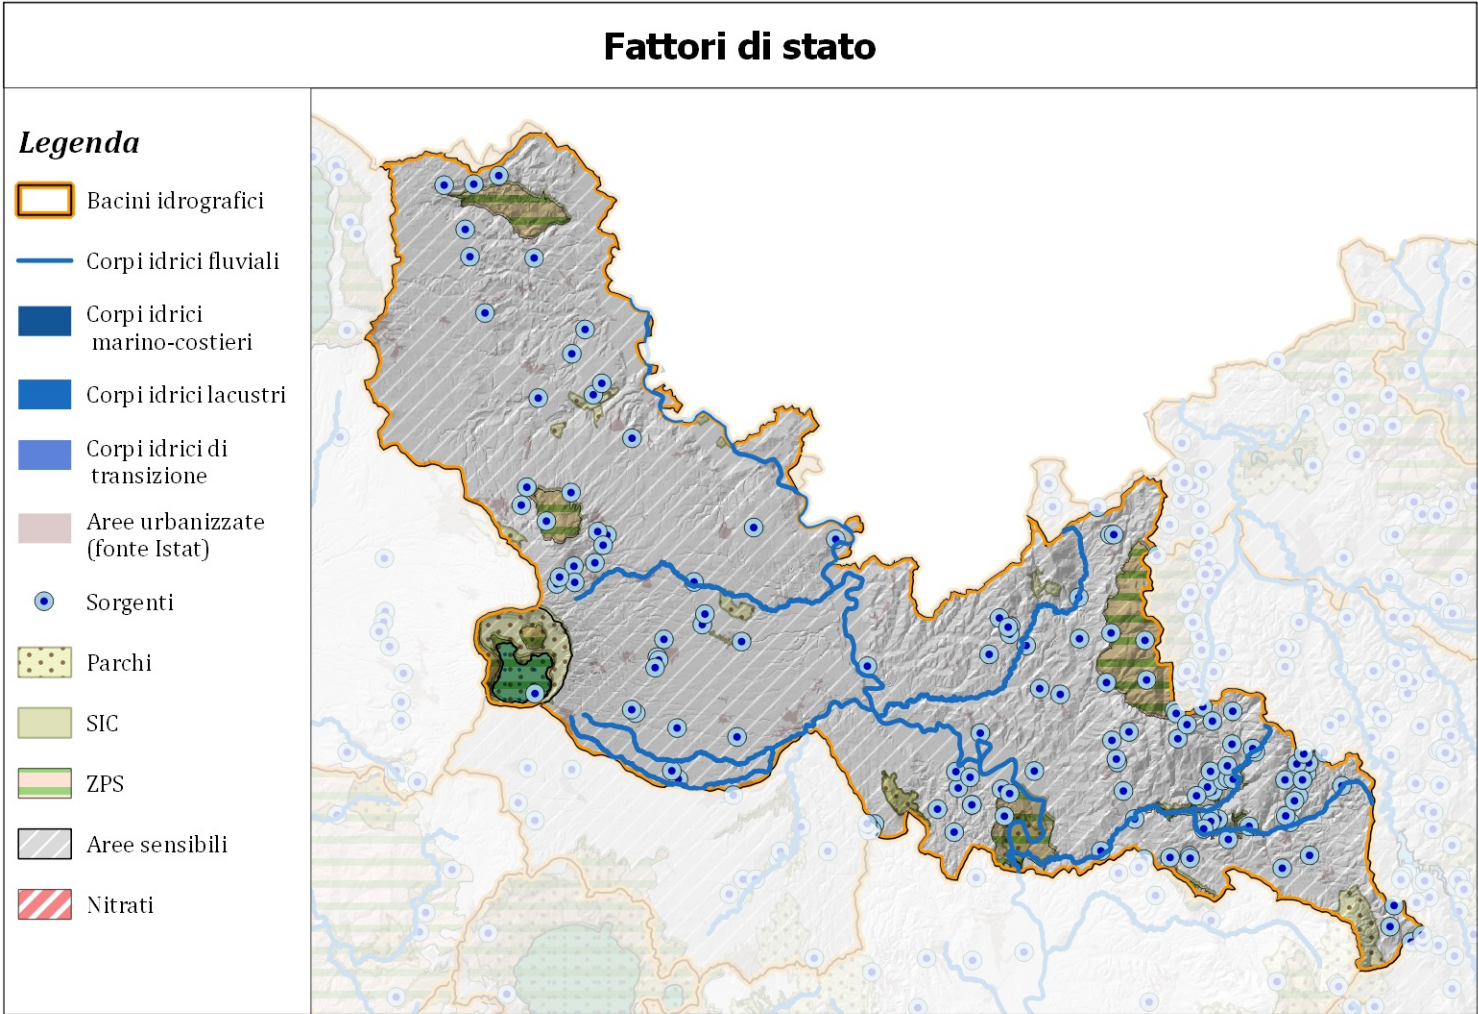 Fattori di stato
Legenda
Bacini idrografici
Corpi idrici fluviali
Corpi idrici
marino-costieri
Corpi idrici lacustri
Corpi idrici di
transizione
Aree urbanizzate
(fonte Istat)
Sorgenti
Parchi
SIC
ZPS
Aree sensibili
Nitrati